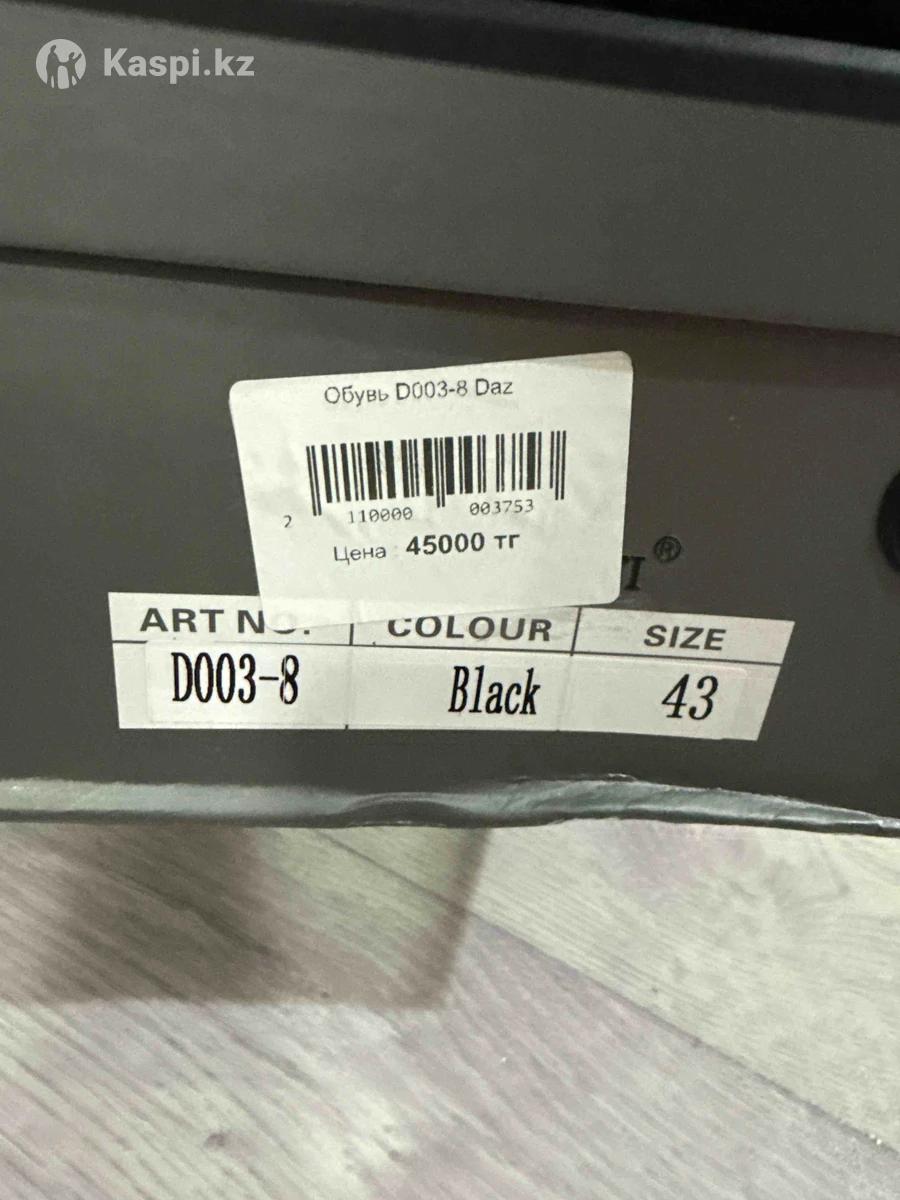 Kaspi.kz
Обувь D003-8 Daz
2 110000 003753
Цена : 45000 тг
®
ART NO. COLOUR SIZE
D003-8 Black 43